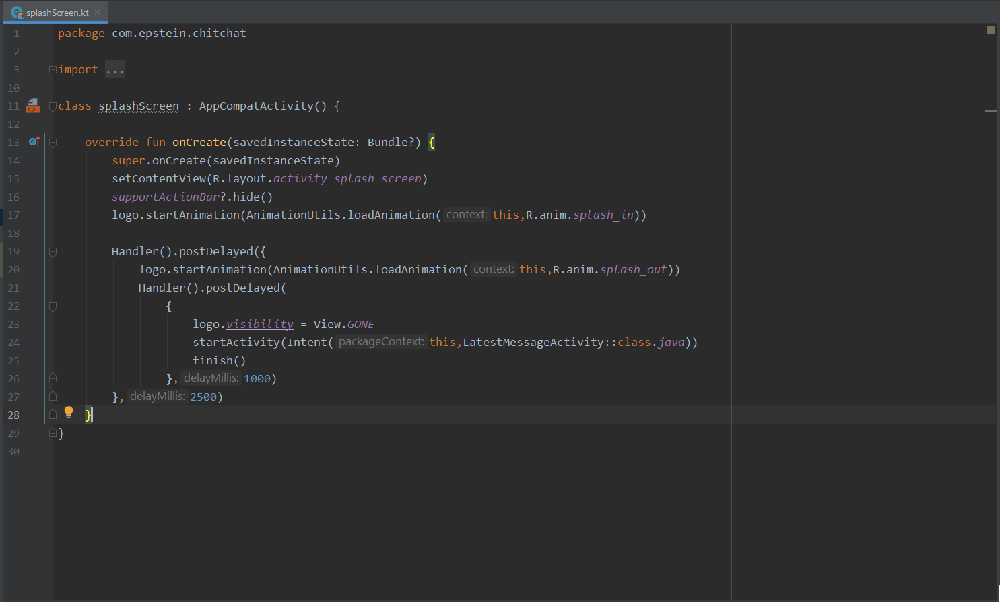 splashScreen.kt
1 package com.epstein.chitchat
2
3 import ...
10
11 class splashScreen : AppCompatActivity() {
12
13 override fun onCreate(savedInstanceState: Bundle?) {
14 super.onCreate(savedInstanceState)
15 setContentView(R.layout.activity_splash_screen)
16 supportActionBar?.hide()
17 logo.startAnimation(AnimationUtils.loadAnimation( context: this,R.anim.splash_in))
18
19 Handler().postDelayed({
20 logo.startAnimation(AnimationUtils.loadAnimation( context: this,R.anim.splash_out))
21 Handler().postDelayed(
22 {
23 logo.visibility = View.GONE
24 startActivity(Intent( packageContext: this,LatestMessageActivity::class.java))
25 finish()
26 }, delayMillis: 1000)
27 }, delayMillis: 2500)
28 }
29 }
30